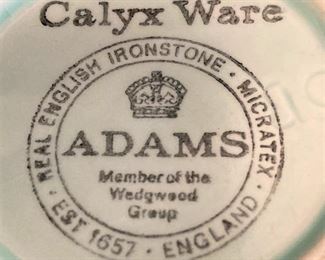 Calyx Ware
REAL ENGLISH IRONSTONE · MICRATEX ·
ADAMS
Member of the
Wedgwood
Group
EST 1657 · ENGLAND ·